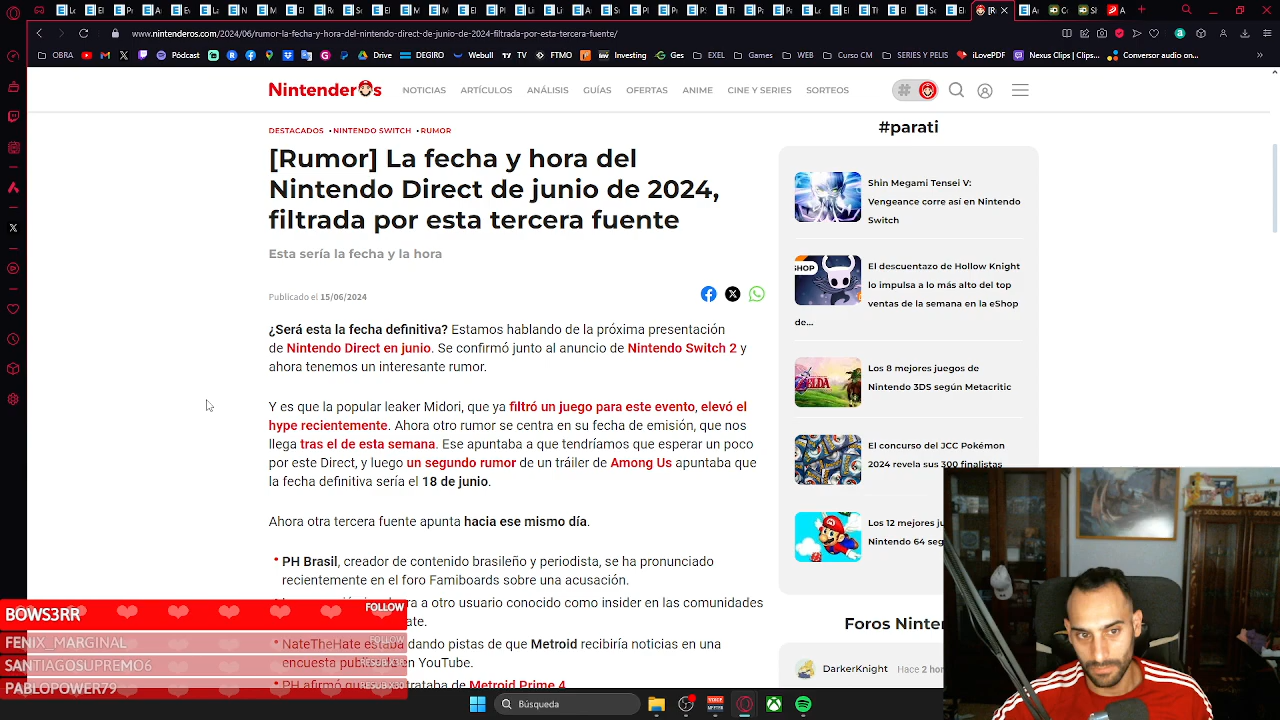 www.nintenderos.com/2024/06/rumor-la-fecha-y-hora-del-nintendo-direct-de-junio-de-2024-filtrada-por-esta-tercera-fuente/
OBRA
Pódcast
Drive
DEGIRO
Webull
TV
FTMO
Investing
Ges
EXEL
Games
WEB
Curso CM
SERIES Y PELIS
iLovePDF
Nexus Clips | Clips...
Conversor audio on...
Nintenderos
NOTICIAS
ARTÍCULOS
ANÁLISIS
GUÍAS
OFERTAS
ANIME
CINE Y SERIES
SORTEOS
DESTACADOS • NINTENDO SWITCH • RUMOR
[Rumor] La fecha y hora del
Nintendo Direct de junio de 2024,
filtrada por esta tercera fuente
Esta sería la fecha y la hora
Publicado el 15/06/2024
¿Será esta la fecha definitiva? Estamos hablando de la próxima presentación
de Nintendo Direct en junio. Se confirmó junto al anuncio de Nintendo Switch 2 y
ahora tenemos un interesante rumor.
Y es que la popular leaker Midori, que ya filtró un juego para este evento, elevó el
hype recientemente. Ahora otro rumor se centra en su fecha de emisión, que nos
llega tras el de esta semana. Ese apuntaba a que tendríamos que esperar un poco
por este Direct, y luego un segundo rumor de un tráiler de Among Us apuntaba que
la fecha definitiva sería el 18 de junio.
Ahora otra tercera fuente apunta hacia ese mismo día.
• PH Brasil, creador de contenido brasileño y periodista, se ha pronunciado
recientemente en el foro Famiboards sobre una acusación.
a otro usuario conocido como insider en las comunidades
• NateTheHate estaba dando pistas de que Metroid recibiría noticias en una
encuesta publicada en YouTube.
• PH afirmó que se trataba de Metroid Prime 4
#parati
Shin Megami Tensei V:
Vengeance corre así en Nintendo
Switch
SHOP
El descuentazo de Hollow Knight
lo impulsa a lo más alto del top
ventas de la semana en la eShop
de...
ZELDA
Los 8 mejores juegos de
Nintendo 3DS según Metacritic
El concurso del JCC Pokémon
2024 revela sus 300 finalistas
Los 12 mejores
Nintendo 64
Foros
DarkerKnight
Hace 2
BOWS3RR
FOLLOW
FENIX_MARGINAL
FOLLOW
SANTIAGOSUPREMO6
PABLOPOWER79
Búsqueda